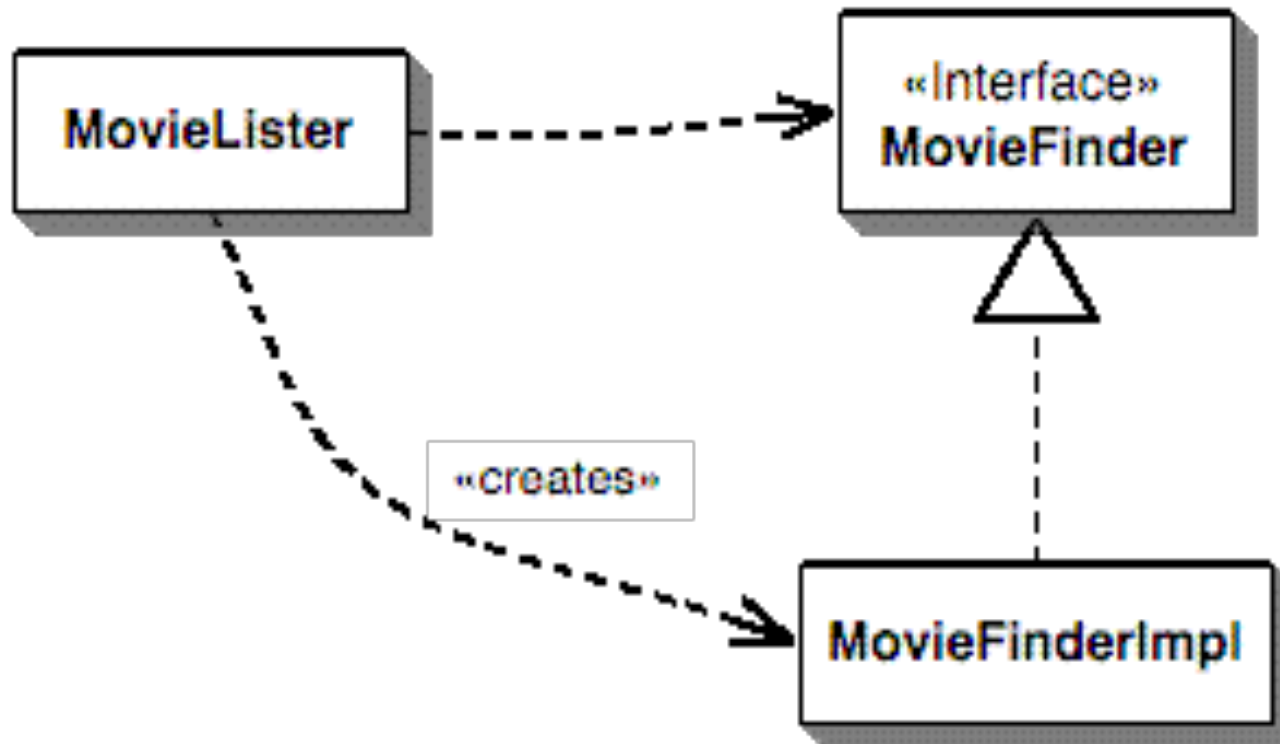 MovieLister
«Interface»
MovieFinder
«creates»
MovieFinderImpl